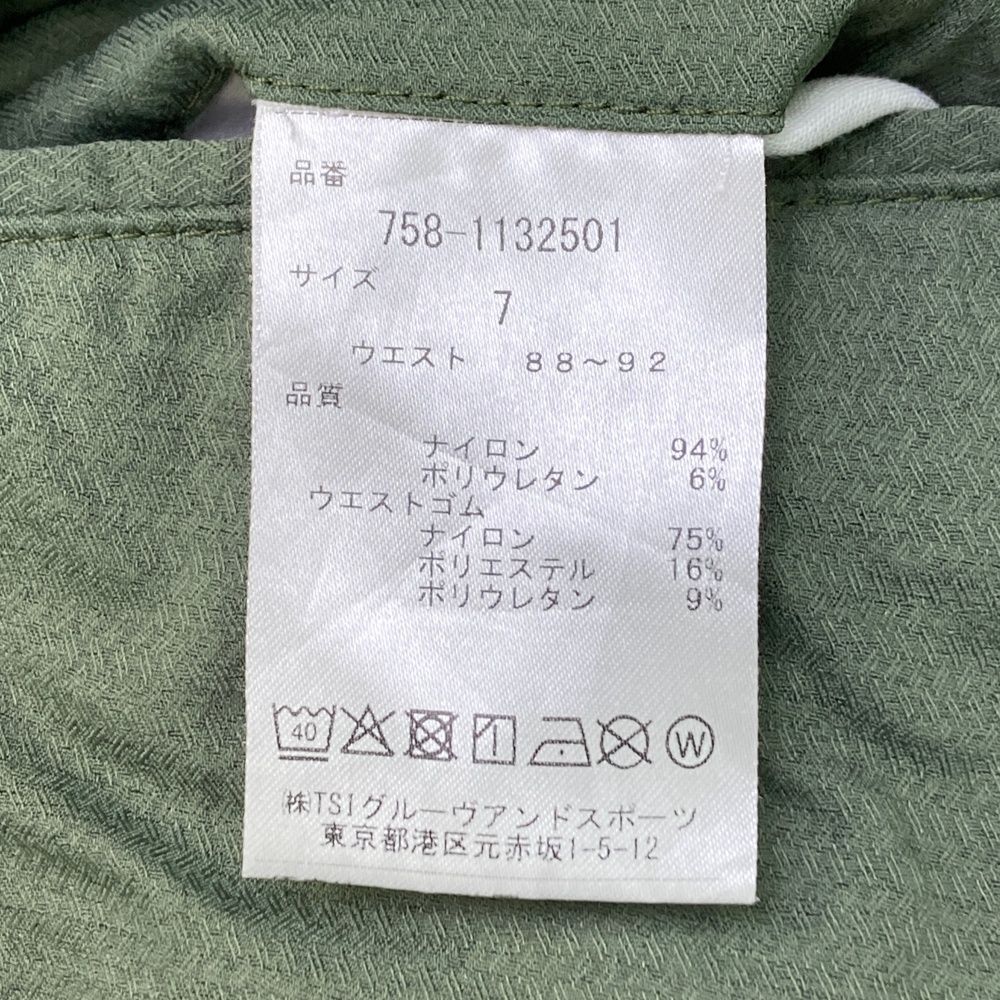 品番
758-1132501
サイズ
7
ウエスト 88～92
品質
ナイロン 94%
ポリウレタン 6%
ウエストゴム
ナイロン 75%
ポリエステル 16%
ポリウレタン 9%
40 W
㈱TSIグルーヴアンドスポーツ
東京都港区元赤坂1-5-12